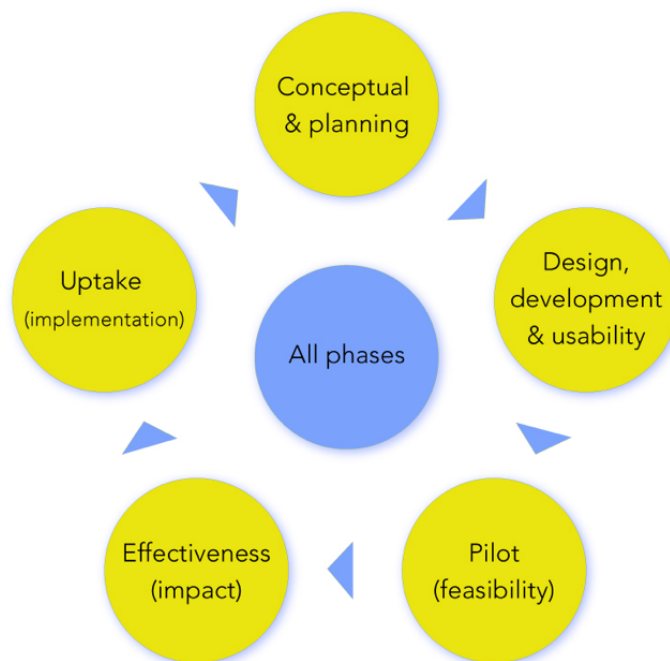 Conceptual
& planning
Design,
development
& usability
Pilot
(feasibility)
Effectiveness
(impact)
Uptake
(implementation)
All phases